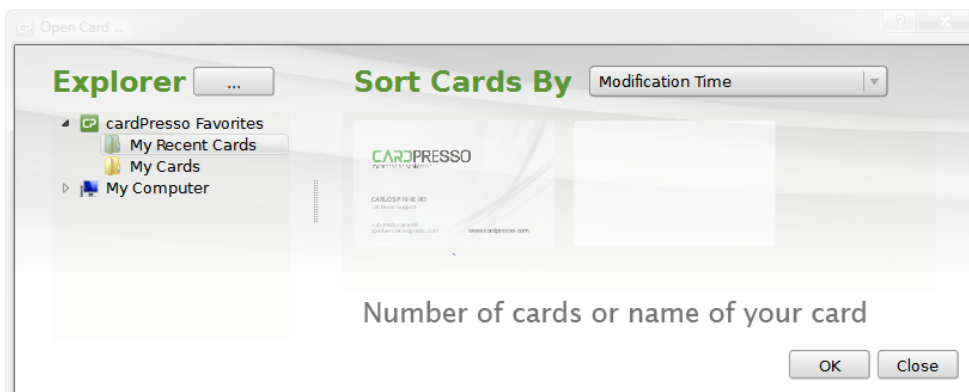 Open Card ...
Explorer ...
Sort Cards By Modification Time
cardPresso Favorites
My Recent Cards
My Cards
My Computer
CARDPRESSO
www.cardpresso.com
Number of cards or name of your card
OK Close